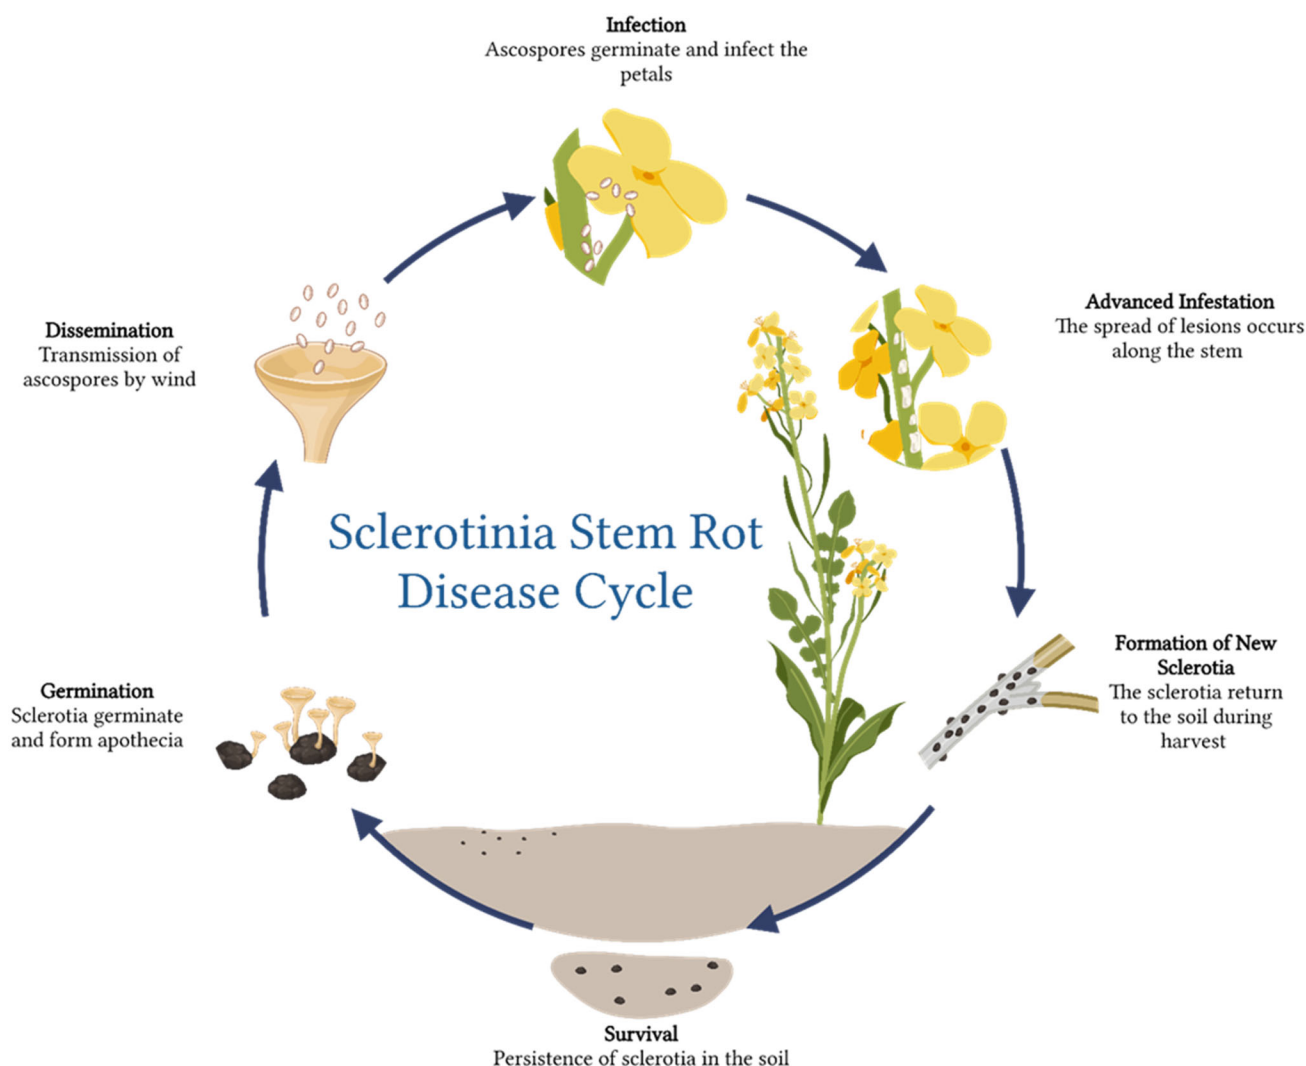 Infection
Ascospores germinate and infect the
petals
Advanced Infestation
The spread of lesions occurs
along the stem
Dissemination
Transmission of
ascospores by wind
Sclerotinia Stem Rot
Disease Cycle
Formation of New
Sclerotia
The sclerotia return
to the soil during
harvest
Germination
Sclerotia germinate
and form apothecia
Survival
Persistence of sclerotia in the soil